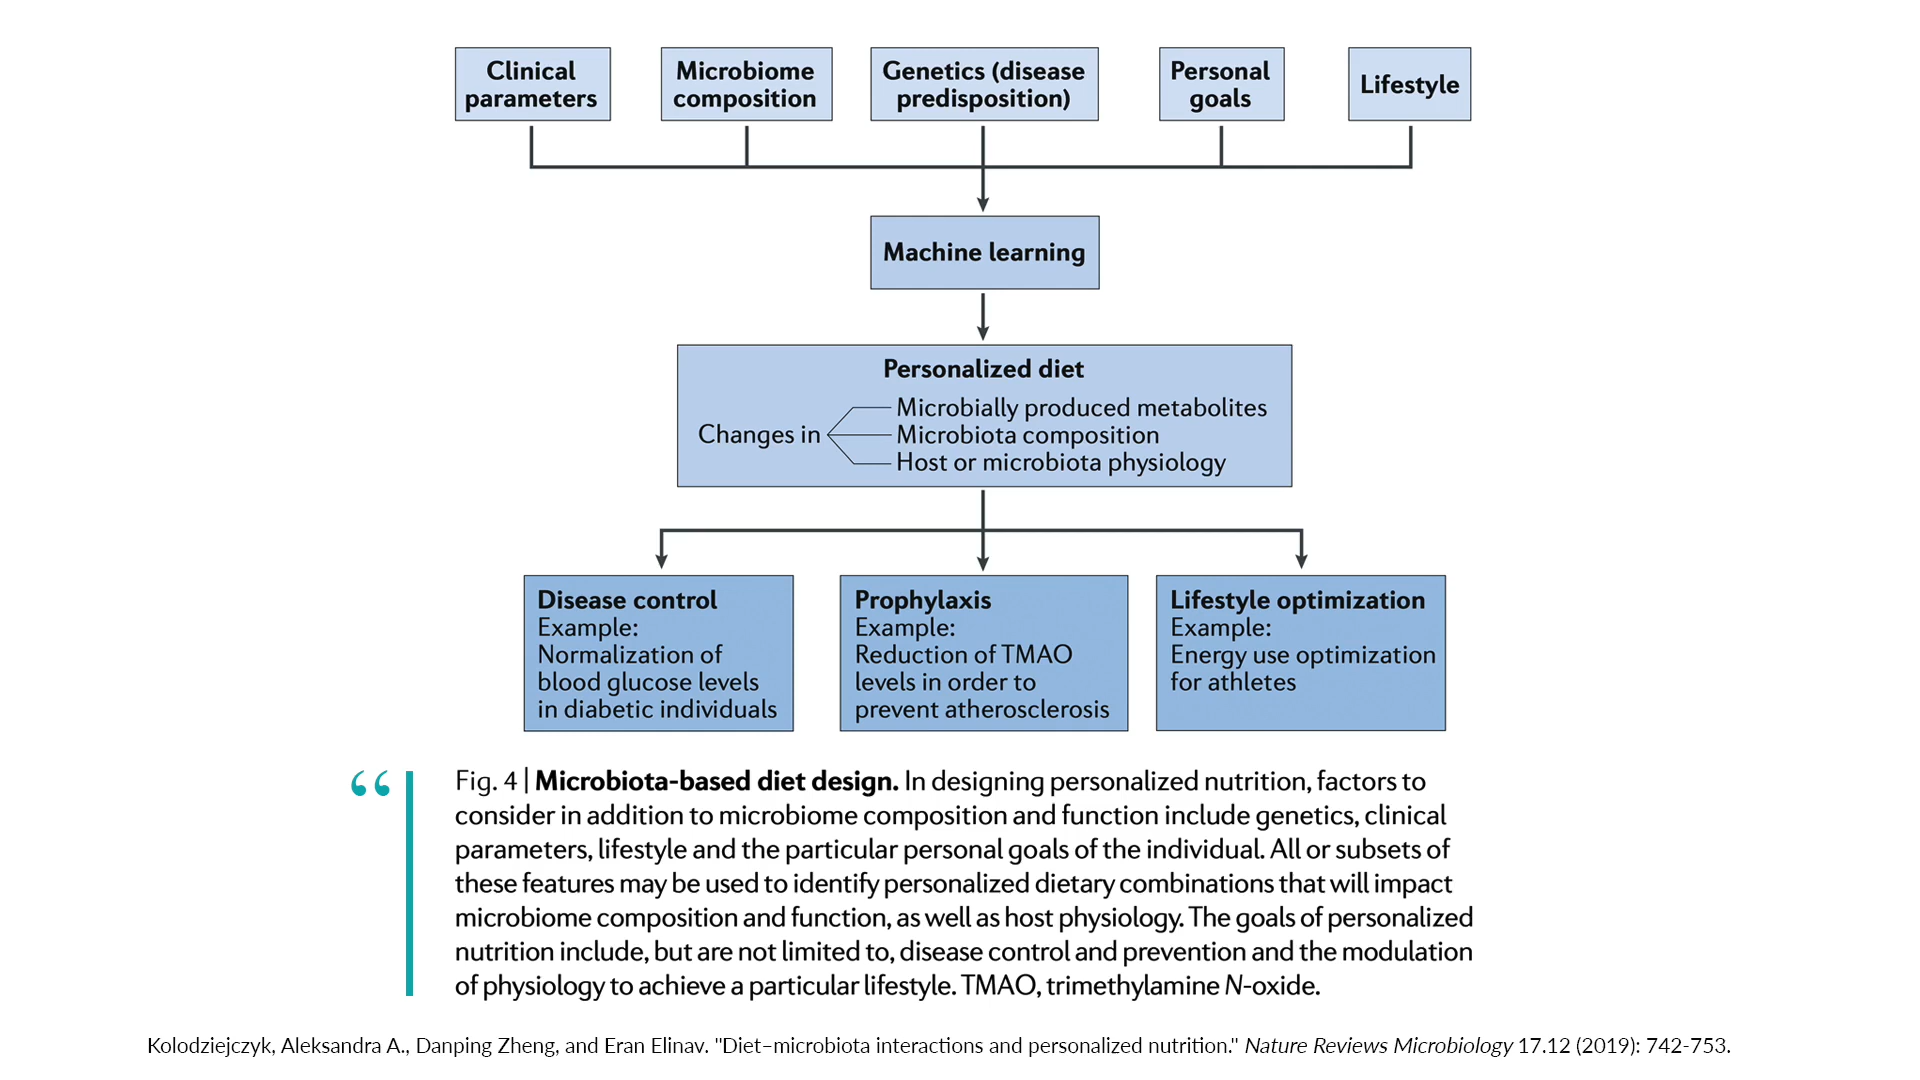 Clinical
parameters
Microbiome
composition
Genetics (disease
predisposition)
Personal
goals
Lifestyle
Machine learning
Personalized diet
Changes in
Microbially produced metabolites
Microbiota composition
Host or microbiota physiology
Disease control
Example:
Normalization of
blood glucose levels
in diabetic individuals
Prophylaxis
Example:
Reduction of TMAO
levels in order to
prevent atherosclerosis
Lifestyle optimization
Example:
Energy use optimization
for athletes
“
Fig. 4 | Microbiota-based diet design. In designing personalized nutrition, factors to
consider in addition to microbiome composition and function include genetics, clinical
parameters, lifestyle and the particular personal goals of the individual. All or subsets of
these features may be used to identify personalized dietary combinations that will impact
microbiome composition and function, as well as host physiology. The goals of personalized
nutrition include, but are not limited to, disease control and prevention and the modulation
of physiology to achieve a particular lifestyle. TMAO, trimethylamine N-oxide.
Kolodziejczyk, Aleksandra A., Danping Zheng, and Eran Elinav. "Diet–microbiota interactions and personalized nutrition." Nature Reviews Microbiology 17.12 (2019): 742-753.